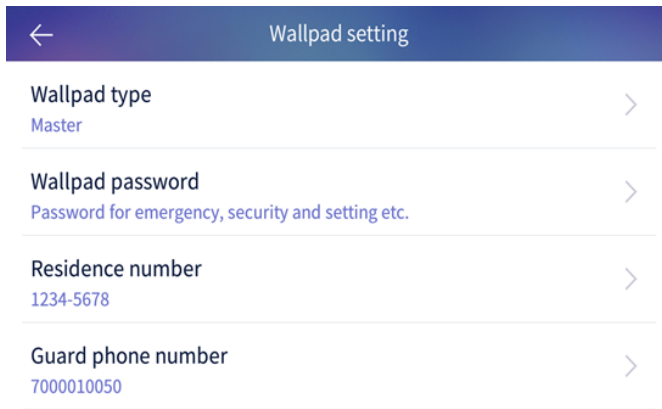 Wallpad setting
Wallpad type
Master
Wallpad password
Password for emergency, security and setting etc.
Residence number
1234-5678
Guard phone number
7000010050